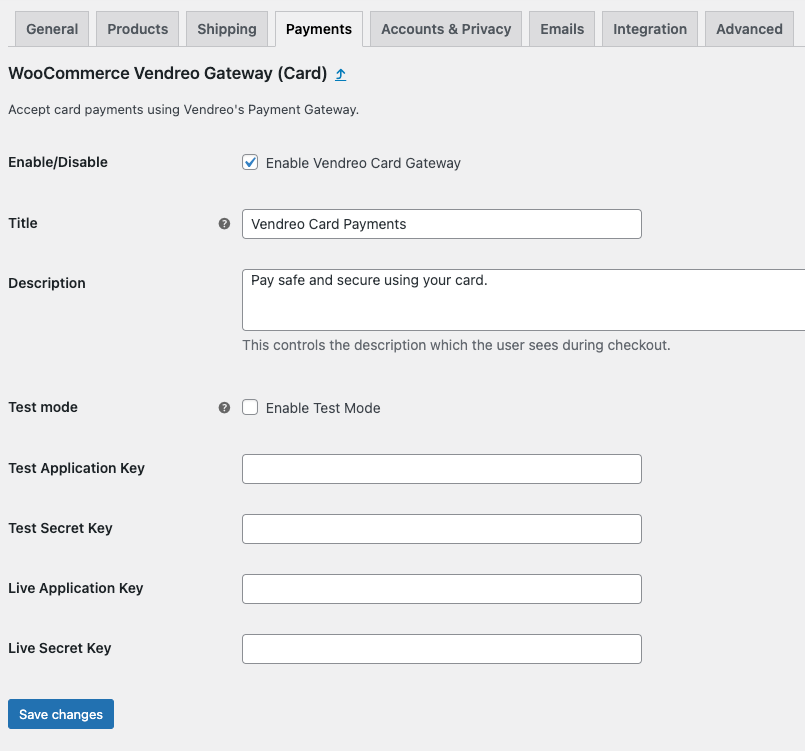 General Products Shipping Payments Accounts & Privacy Emails Integration Advanced
WooCommerce Vendreo Gateway (Card) ⤴
Accept card payments using Vendreo's Payment Gateway.
Enable/Disable Enable Vendreo Card Gateway
Title ? Vendreo Card Payments
Description Pay safe and secure using your card.
This controls the description which the user sees during checkout.
Test mode ? Enable Test Mode
Test Application Key
Test Secret Key
Live Application Key
Live Secret Key
Save changes